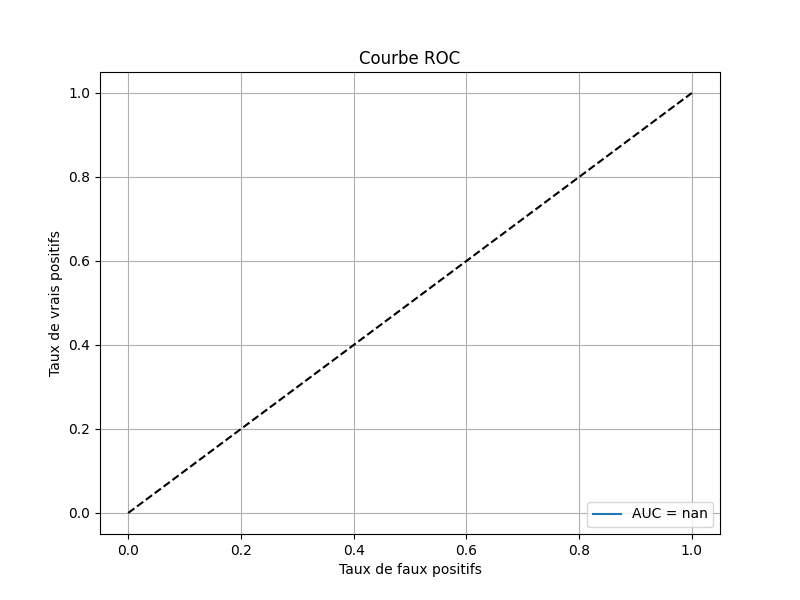 Courbe ROC
Taux de vrais positifs
1.0
0.8
0.6
0.4
0.2
0.0
AUC = nan
0.0 0.2 0.4 0.6 0.8 1.0
Taux de faux positifs